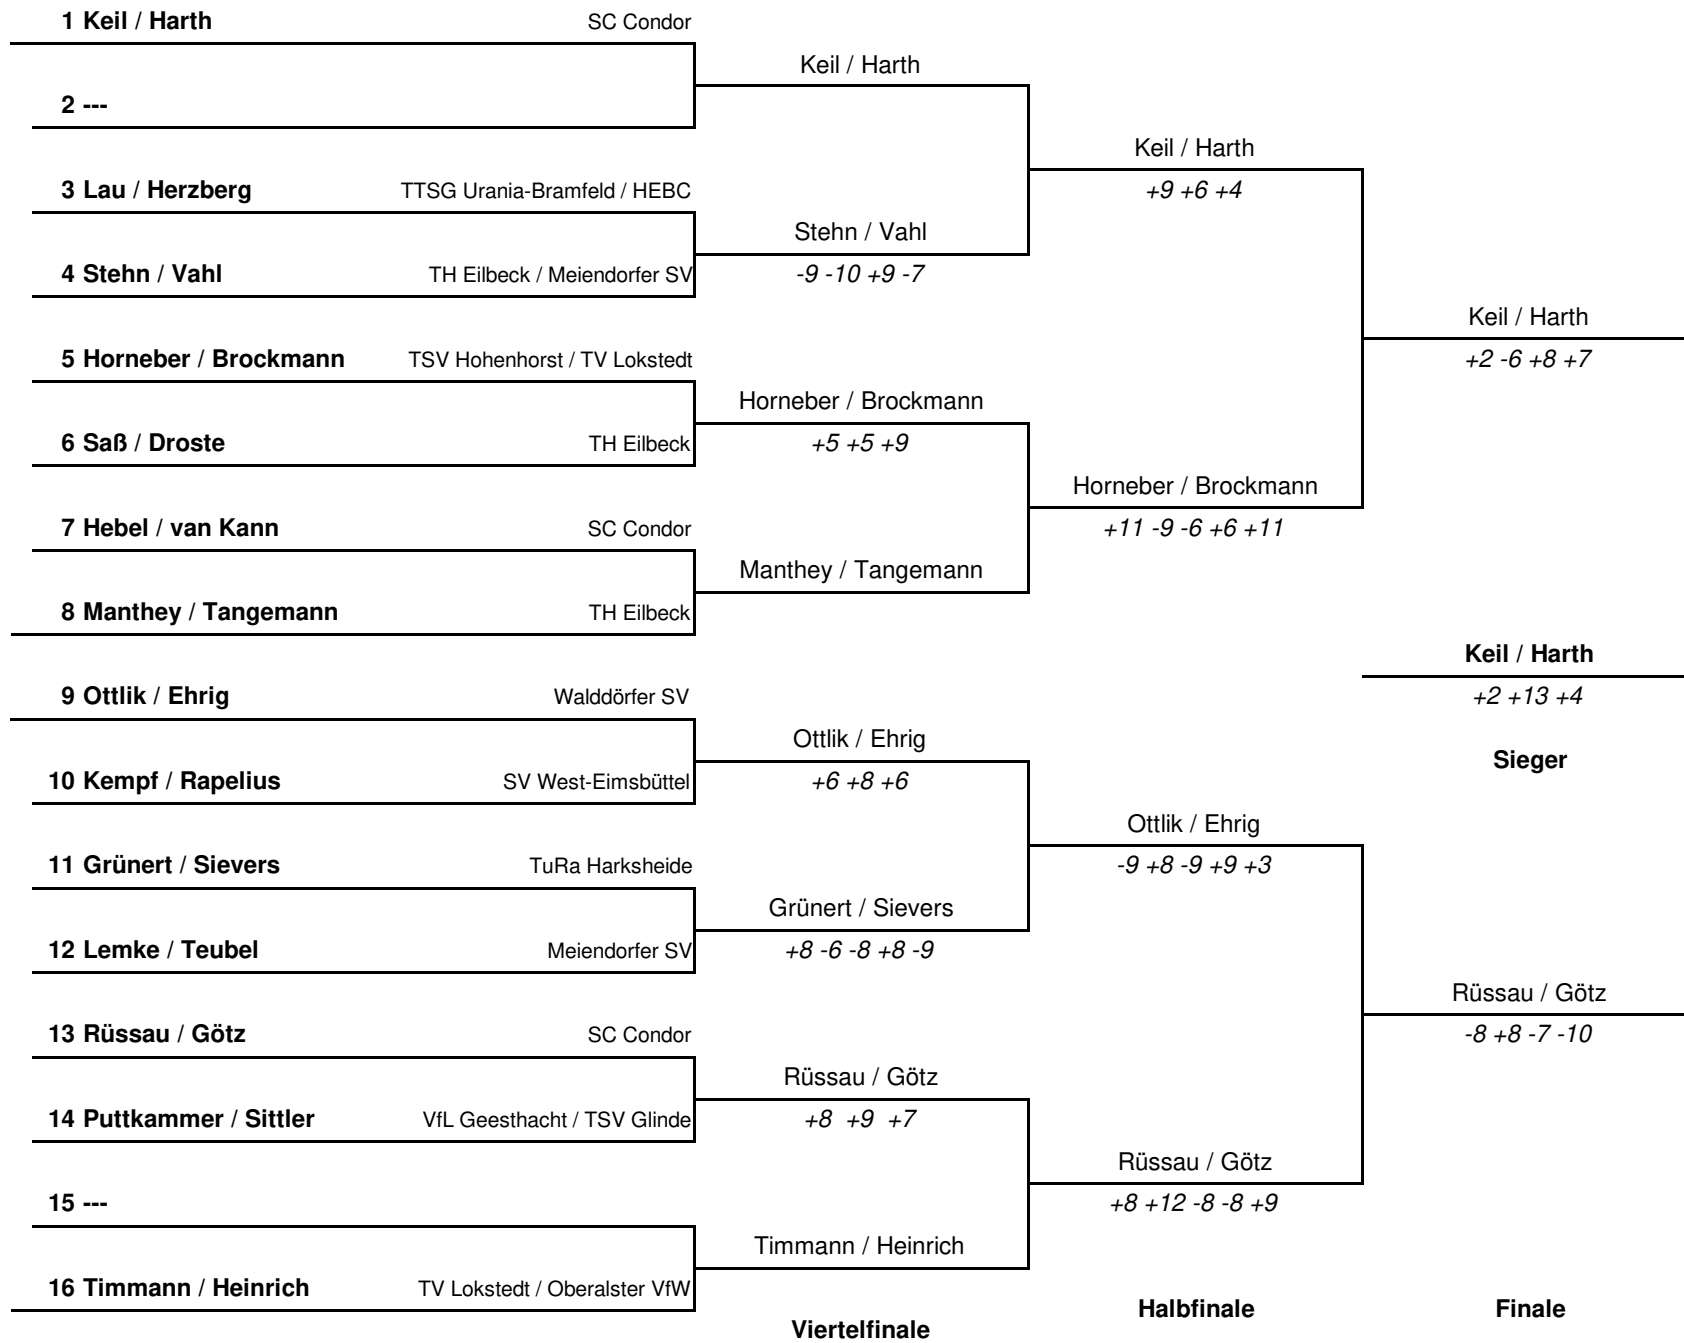 1 Keil / Harth SC Condor
Keil / Harth
2 ---
Keil / Harth
3 Lau / Herzberg TTSG Urania-Bramfeld / HEBC
+9 +6 +4
Stehn / Vahl
4 Stehn / Vahl TH Eilbeck / Meiendorfer SV
-9 -10 +9 -7
Keil / Harth
5 Horneber / Brockmann TSV Hohenhorst / TV Lokstedt
+2 -6 +8 +7
Horneber / Brockmann
6 Saß / Droste TH Eilbeck
+5 +5 +9
Horneber / Brockmann
7 Hebel / van Kann SC Condor
+11 -9 -6 +6 +11
Manthey / Tangemann
8 Manthey / Tangemann TH Eilbeck
Keil / Harth
9 Ottlik / Ehrig Walddörfer SV
+2 +13 +4
Ottlik / Ehrig
Sieger
10 Kempf / Rapelius SV West-Eimsbüttel
+6 +8 +6
Ottlik / Ehrig
11 Grünert / Sievers TuRa Harksheide
-9 +8 -9 +9 +3
Grünert / Sievers
12 Lemke / Teubel Meiendorfer SV
+8 -6 -8 +8 -9
Rüssau / Götz
13 Rüssau / Götz SC Condor
-8 +8 -7 -10
Rüssau / Götz
14 Puttkammer / Sittler VfL Geesthacht / TSV Glinde
+8 +9 +7
Rüssau / Götz
15 ---
+8 +12 -8 -8 +9
Timmann / Heinrich
16 Timmann / Heinrich TV Lokstedt / Oberalster VfW
Halbfinale
Finale
Viertelfinale